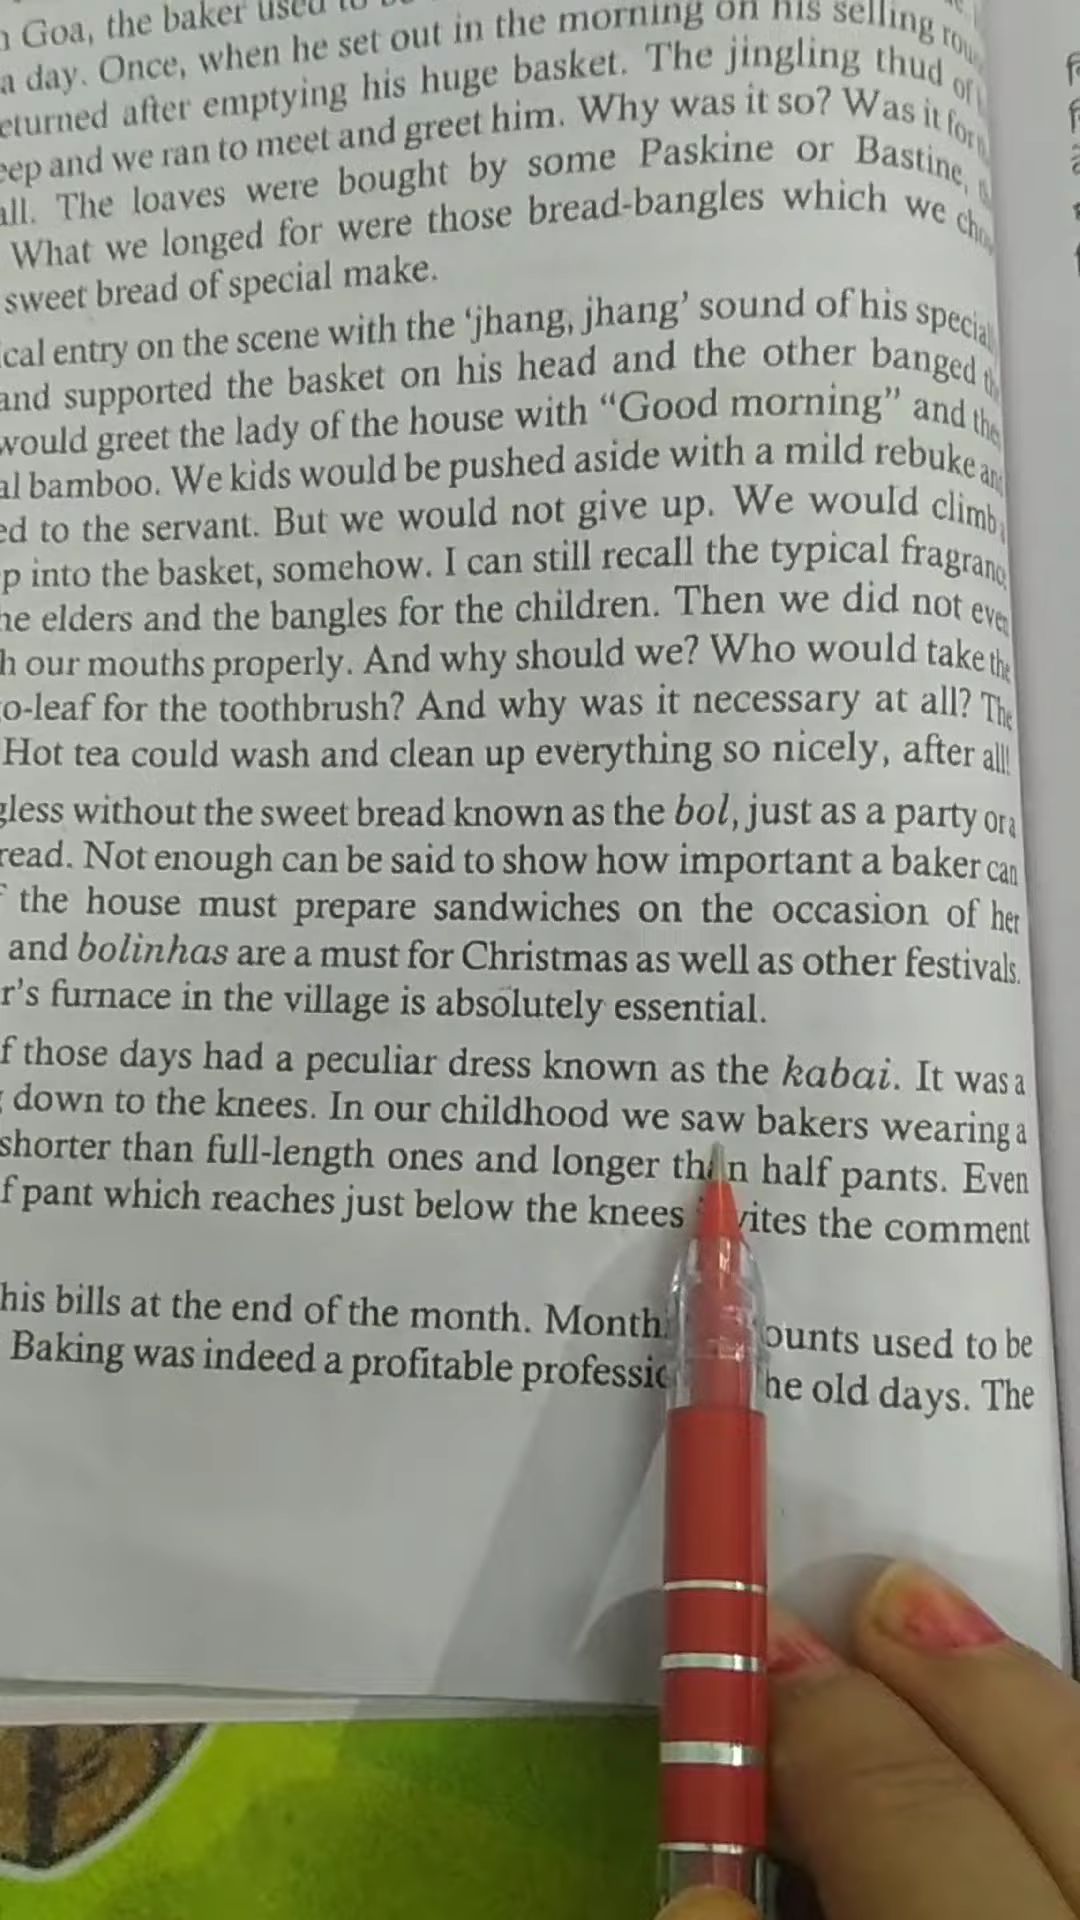 Goa, the baker used
a day. Once, when he set out in the morning on his selling
returned after emptying his huge basket. The jingling thud of
and we ran to meet and greet him. Why was it so? Was it for
all. The loaves were bought by some Paskine or Bastine,
What we longed for were those bread-bangles which we
sweet bread of special make.
entry on the scene with the ‘jhang, jhang’ sound of his
and supported the basket on his head and the other banged
would greet the lady of the house with “Good morning” and
bamboo. We kids would be pushed aside with a mild rebuke
to the servant. But we would not give up. We would climb
into the basket, somehow. I can still recall the typical
elders and the bangles for the children. Then we did not even
our mouths properly. And why should we? Who would take the
o-leaf for the toothbrush? And why was it necessary at all? The
Hot tea could wash and clean up everything so nicely, after all!
without the sweet bread known as the bol, just as a party or a
Not enough can be said to show how important a baker can
the house must prepare sandwiches on the occasion of her
and bolinhas are a must for Christmas as well as other festivals.
r’s furnace in the village is absolutely essential.
those days had a peculiar dress known as the kabai. It was a
down to the knees. In our childhood we saw bakers wearing a
shorter than full-length ones and longer than half pants. Even
pant which reaches just below the knees the comment
his bills at the end of the month. used to be
Baking was indeed a profitable old days. The